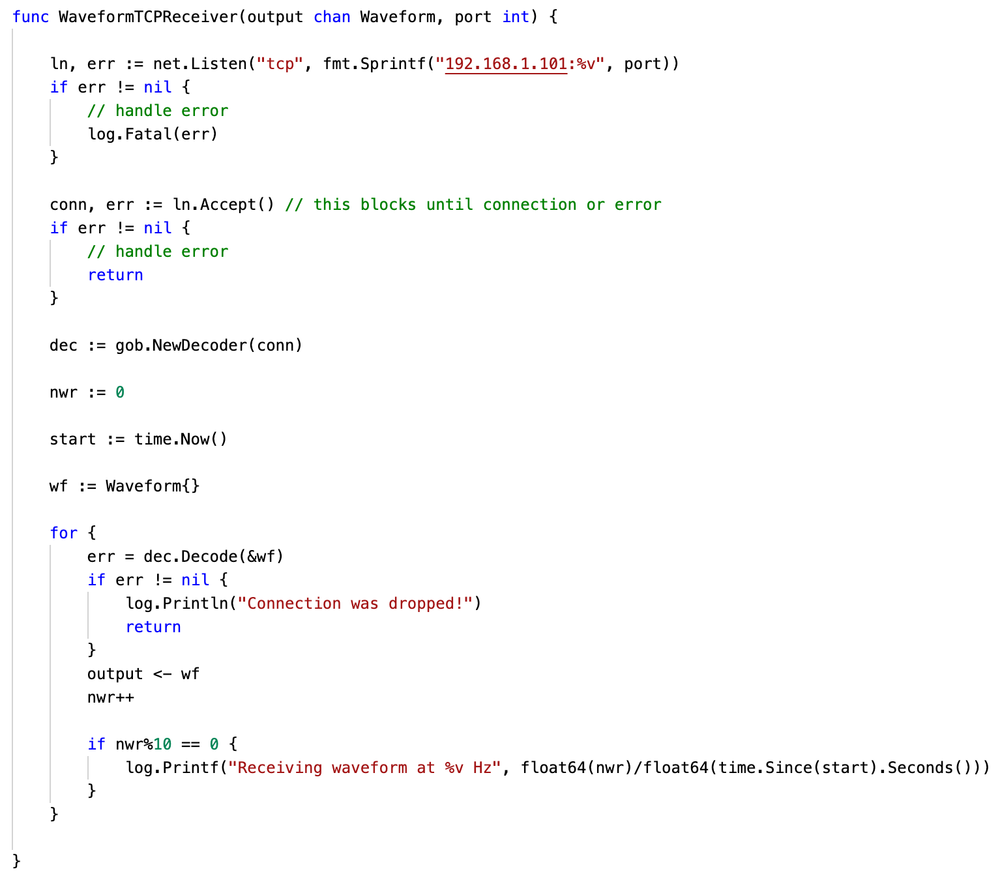 func WaveformTCPReceiver(output chan Waveform, port int) {
ln, err := net.Listen("tcp", fmt.Sprintf("192.168.1.101:%v", port))
if err != nil {
// handle error
log.Fatal(err)
}
conn, err := ln.Accept() // this blocks until connection or error
if err != nil {
// handle error
return
}
dec := gob.NewDecoder(conn)
nwr := 0
start := time.Now()
wf := Waveform{}
for {
err = dec.Decode(&wf)
if err != nil {
log.Println("Connection was dropped!")
return
}
output <- wf
nwr++
if nwr%10 == 0 {
log.Printf("Receiving waveform at %v Hz", float64(nwr)/float64(time.Since(start).Seconds()))
}
}
}